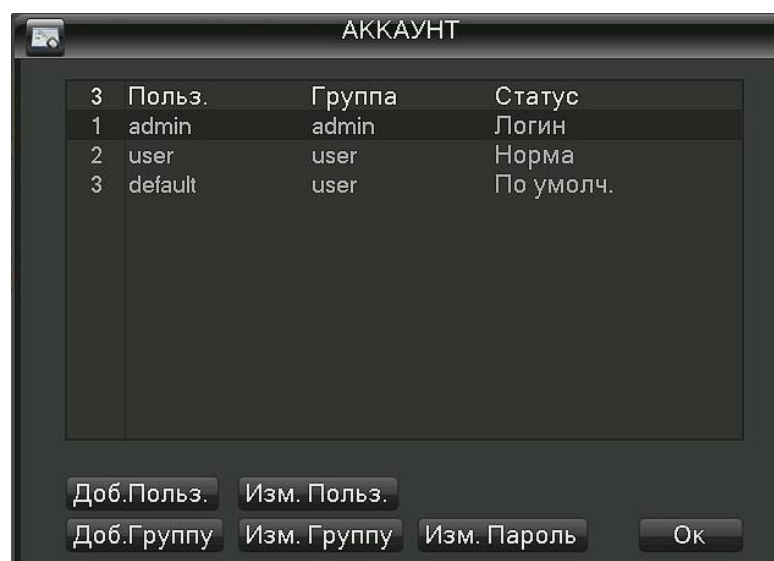 АККАУНТ
3 Польз. Группа Статус
1 admin admin Логин
2 user user Норма
3 default user По умолч.
Доб.Польз. Изм. Польз.
Доб.Группу Изм. Группу Изм. Пароль Ок